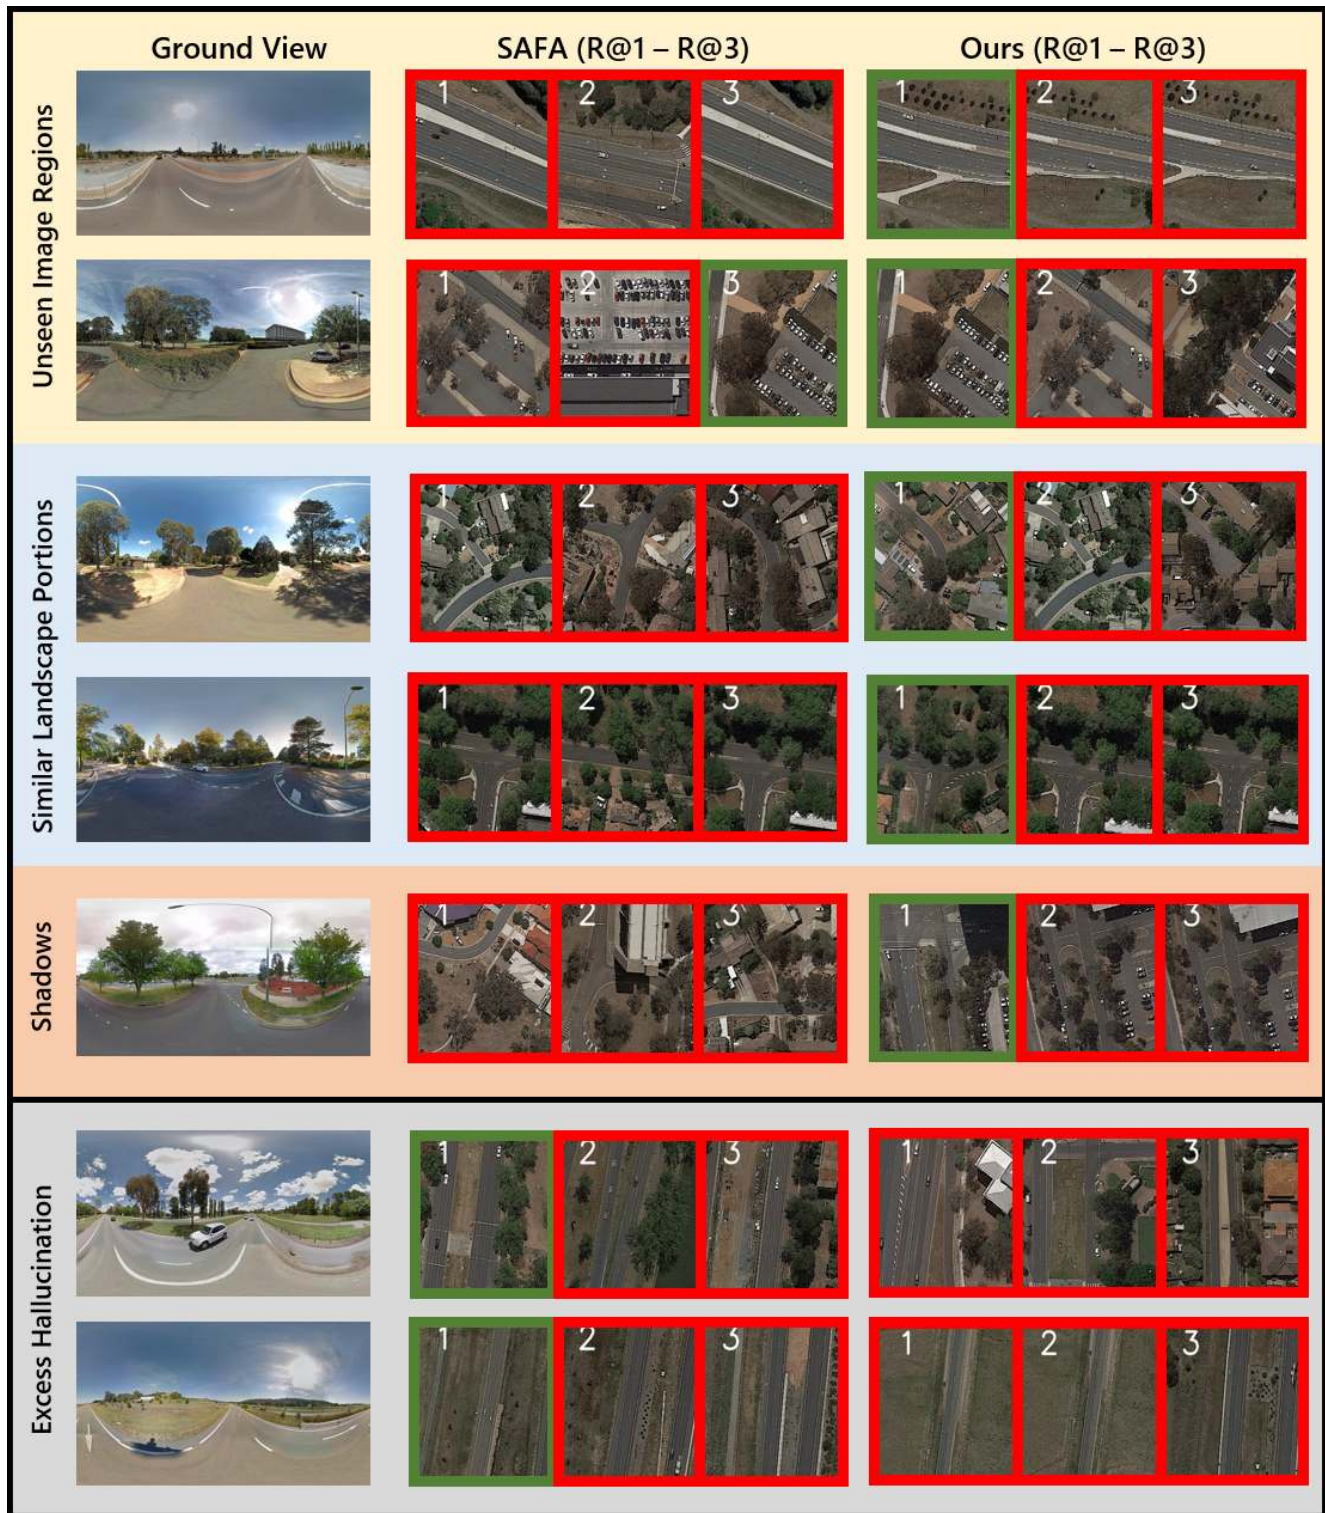 Ground View SAFA (R@1 – R@3) Ours (R@1 – R@3)
Unseen Image Regions
1 2 3 1 2 3
1 2 3 1 2 3
Similar Landscape Portions
1 2 3 1 2 3
1 2 3 1 2 3
Shadows
1 2 3 1 2 3
Excess Hallucination
1 2 3 1 2 3
1 2 3 1 2 3